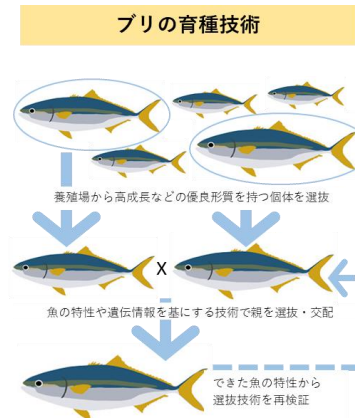 ブリの育種技術
養殖場から高成長などの優良形質を持つ個体を選抜
X
魚の特性や遺伝情報を基にする技術で親を選抜・交配
できた魚の特性から
選抜技術を再検証